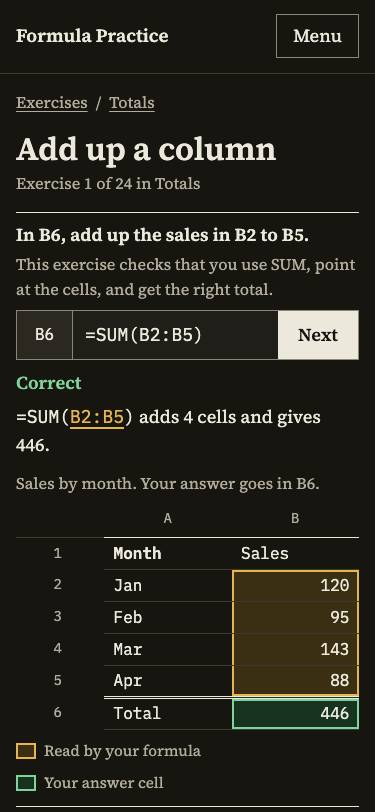 Formula Practice Menu
Exercises / Totals
Add up a column
Exercise 1 of 24 in Totals
In B6, add up the sales in B2 to B5.
This exercise checks that you use SUM, point
at the cells, and get the right total.
B6 =SUM(B2:B5) Next
Correct
=SUM(B2:B5) adds 4 cells and gives
446.
Sales by month. Your answer goes in B6.
A B
1 Month Sales
2 Jan 120
3 Feb 95
4 Mar 143
5 Apr 88
6 Total 446
Read by your formula
Your answer cell